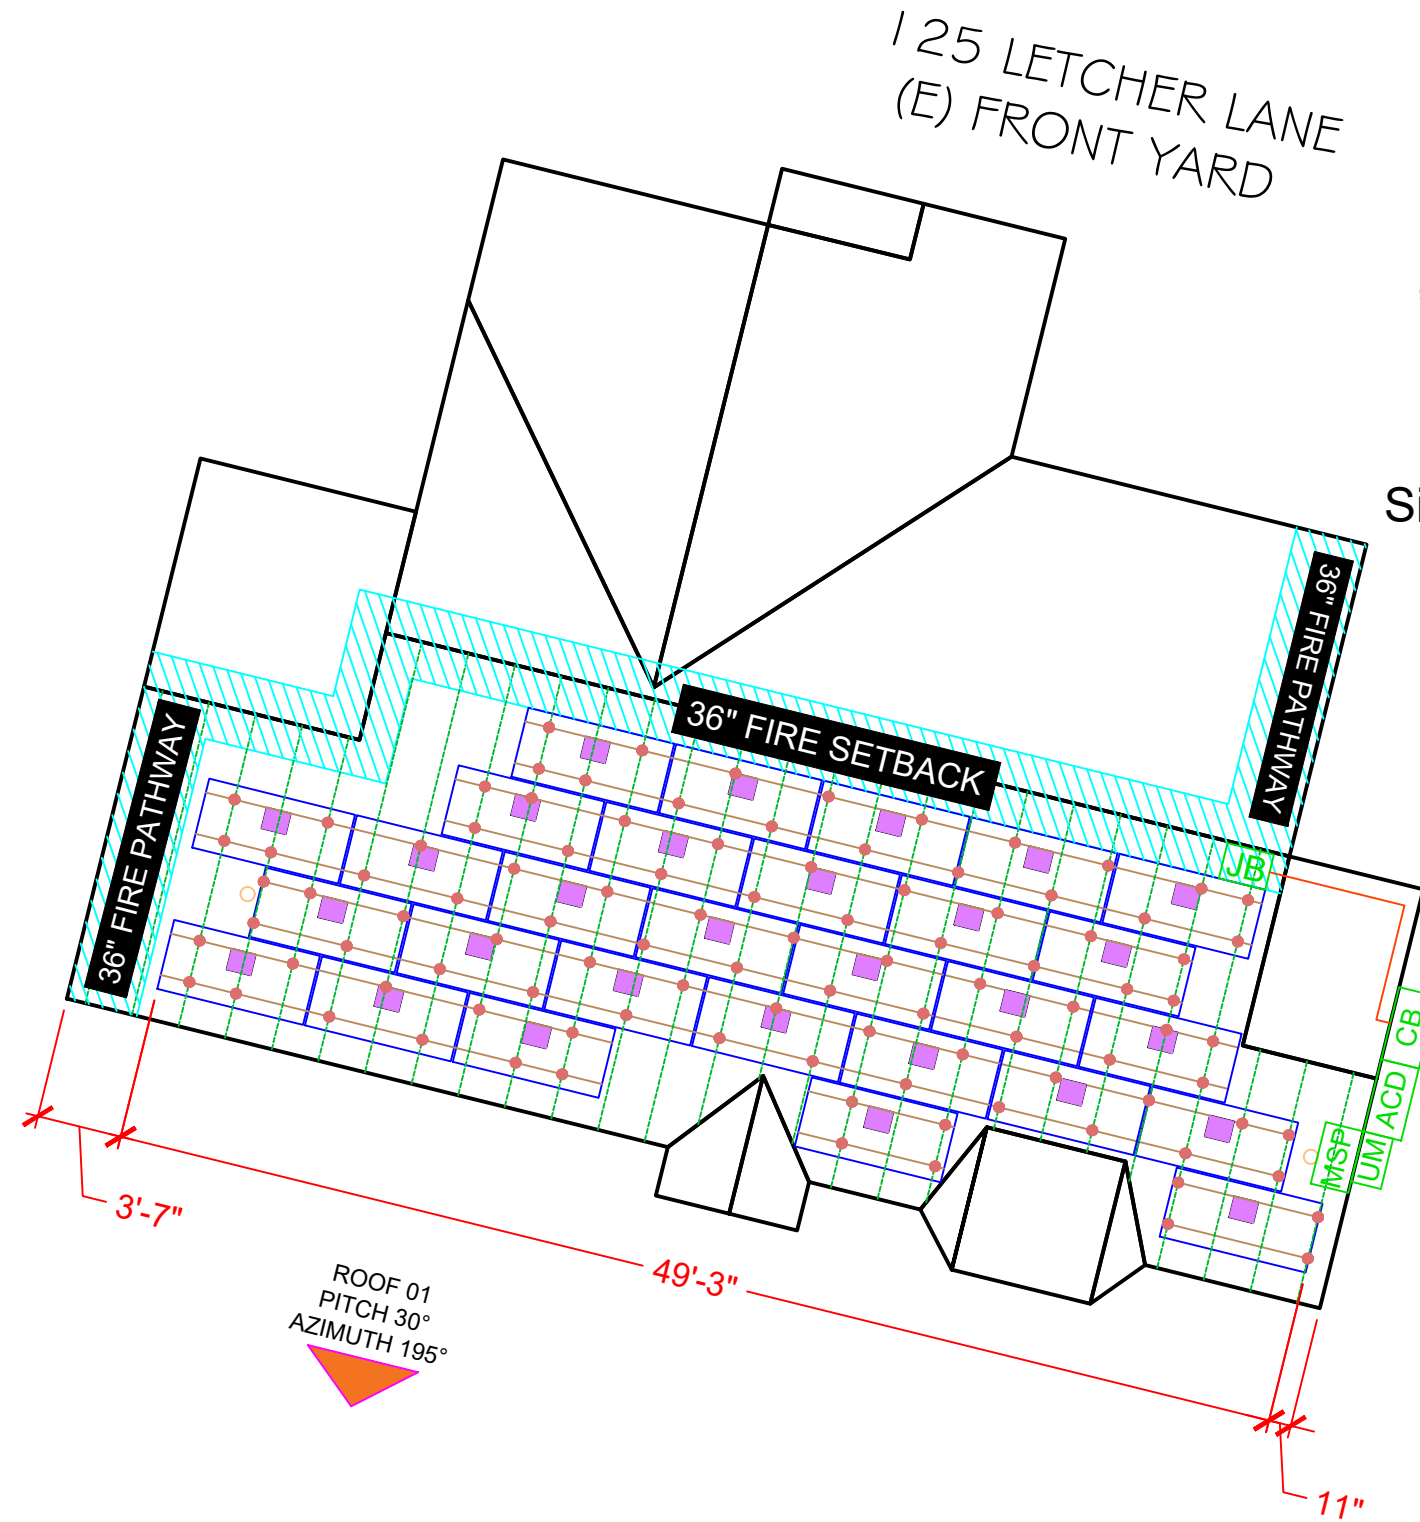 125 LETCHER LANE
(E) FRONT YARD
Si
36" FIRE PATHWAY
36" FIRE SETBACK
36" FIRE PATHWAY
JB
CB
ACD
MSP
UM
3'-7"
49'-3"
11"
ROOF 01
PITCH 30°
AZIMUTH 195°